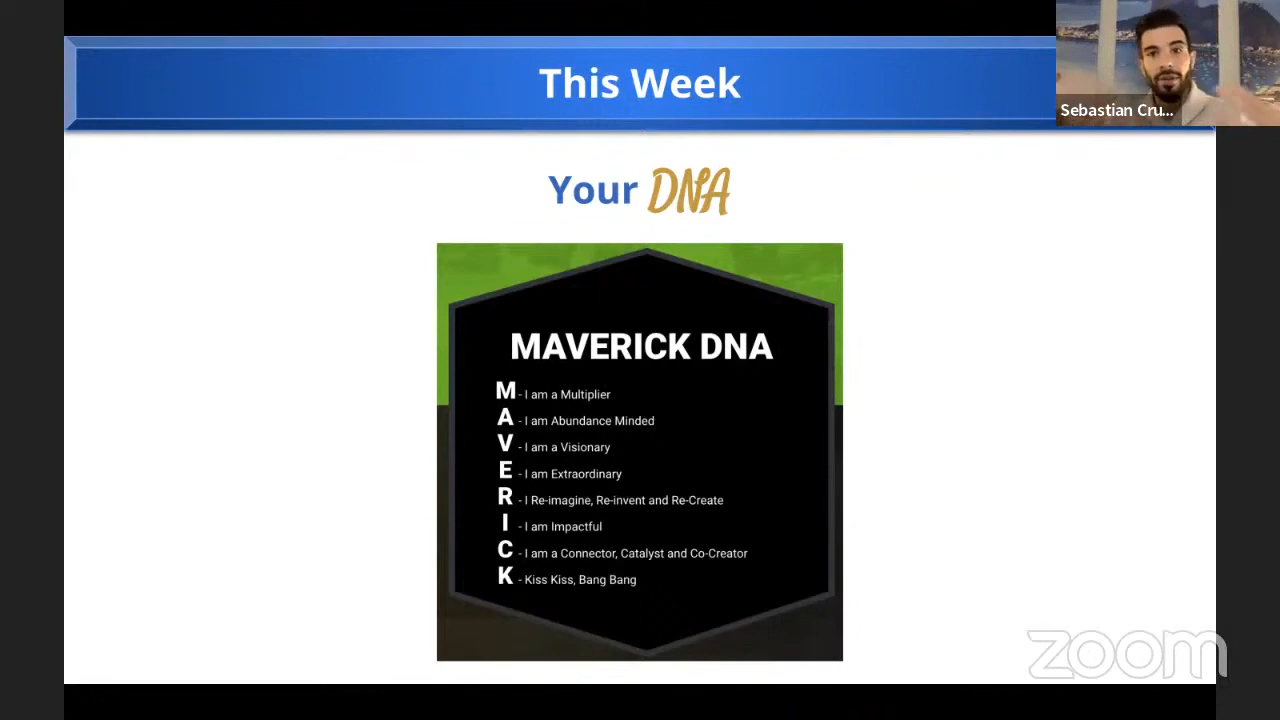 This Week
Sebastian Cru...
Your DNA
MAVERICK DNA
M - I am a Multiplier
A - I am Abundance Minded
V - I am a Visionary
E - I am Extraordinary
R - I Re-imagine, Re-invent and Re-Create
I - I am Impactful
C - I am a Connector, Catalyst and Co-Creator
K - Kiss Kiss, Bang Bang
zoom